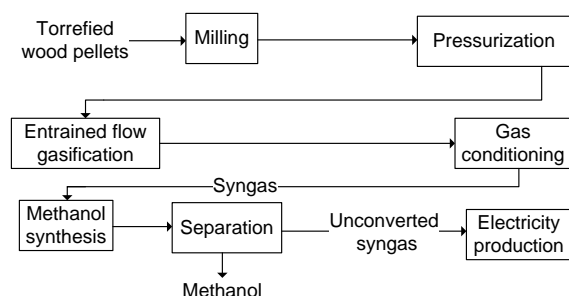 Torrefied
wood pellets
Milling
Pressurization
Entrained flow
gasification
Gas
conditioning
Syngas
Methanol
synthesis
Separation
Unconverted
syngas
Electricity
production
Methanol